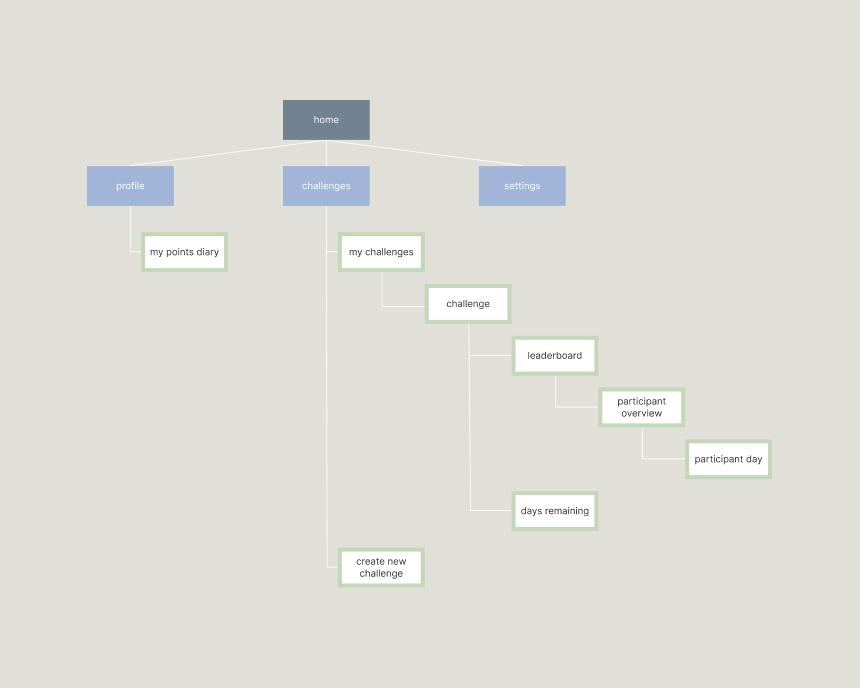 home
profile
challenges
settings
my points diary
my challenges
challenge
leaderboard
participant
overview
participant day
days remaining
create new
challenge